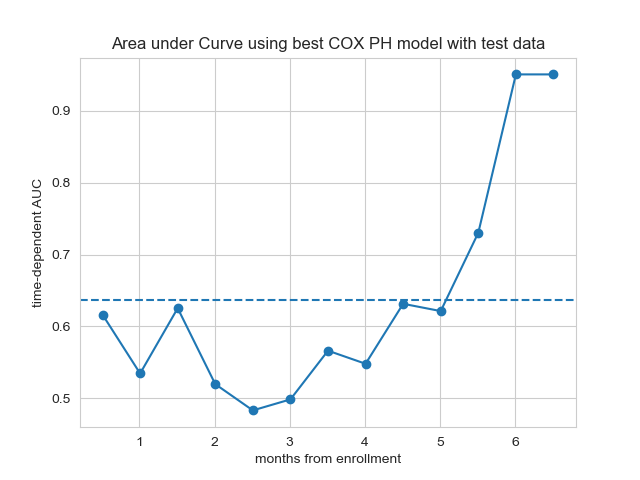 Area under Curve using best COX PH model with test data
time-dependent AUC
0.9
0.8
0.7
0.6
0.5
1 2 3 4 5 6
months from enrollment